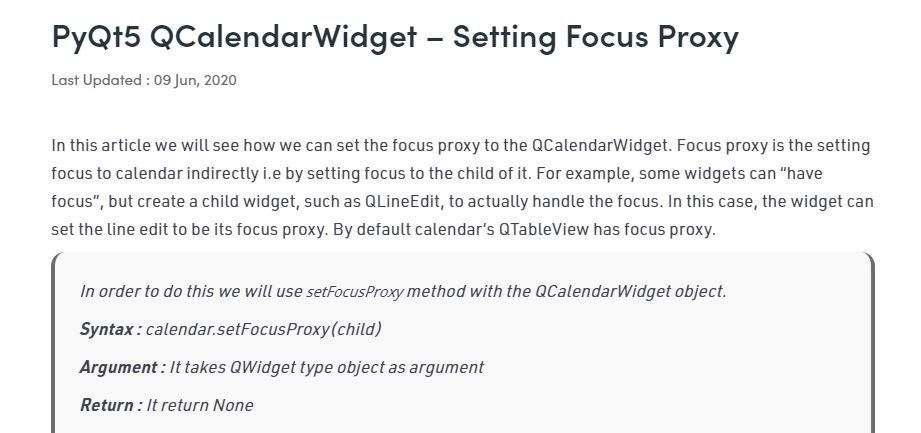 PyQt5 QCalendarWidget – Setting Focus Proxy
Last Updated : 09 Jun, 2020
In this article we will see how we can set the focus proxy to the QCalendarWidget. Focus proxy is the setting
focus to calendar indirectly i.e by setting focus to the child of it. For example, some widgets can “have
focus”, but create a child widget, such as QLineEdit, to actually handle the focus. In this case, the widget can
set the line edit to be its focus proxy. By default calendar’s QTableView has focus proxy.
In order to do this we will use setFocusProxy method with the QCalendarWidget object.
Syntax : calendar.setFocusProxy(child)
Argument : It takes QWidget type object as argument
Return : It return None